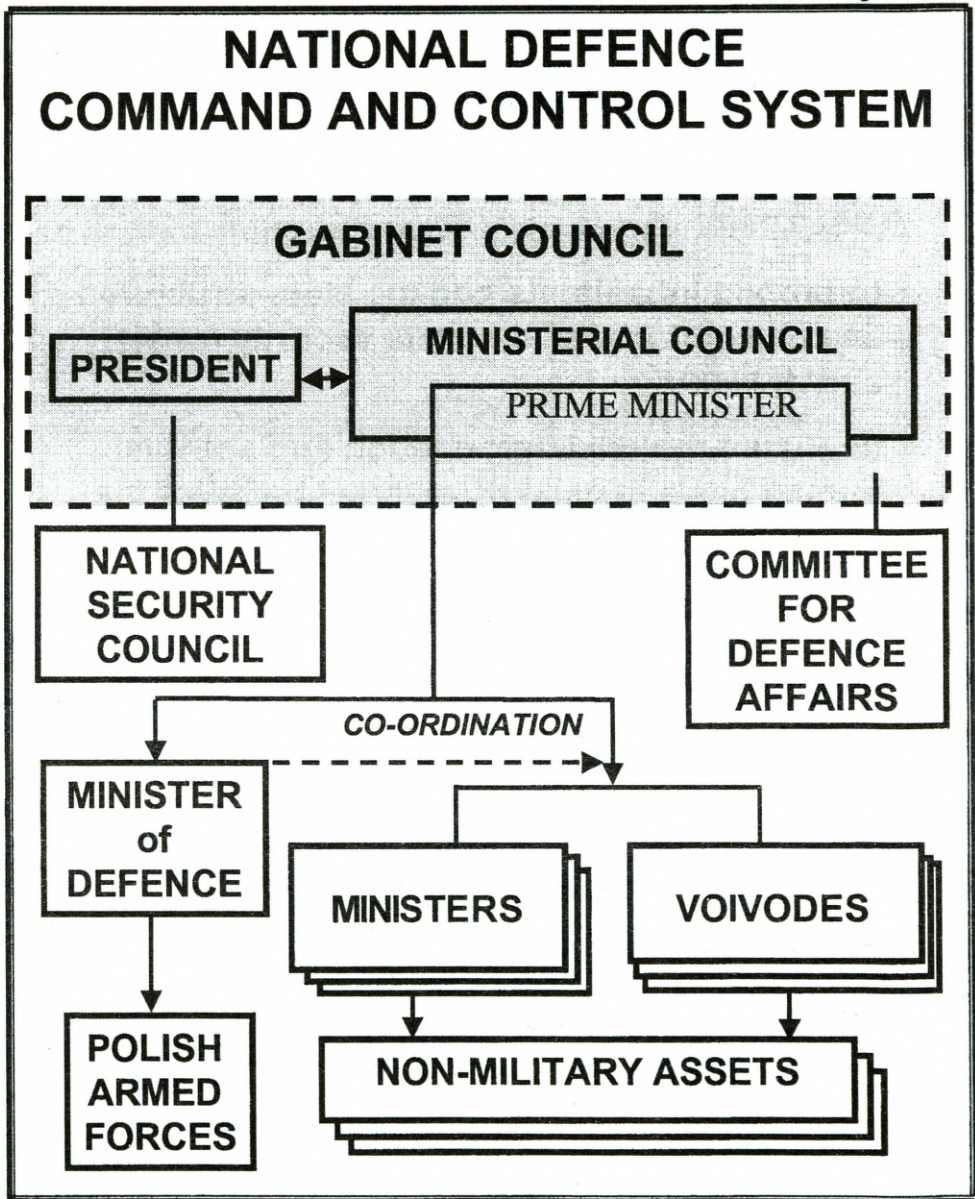 NATIONAL DEFENCE
COMMAND AND CONTROL SYSTEM
GABINET COUNCIL
PRESIDENT
MINISTERIAL COUNCIL
PRIME MINISTER
NATIONAL
SECURITY
COUNCIL
COMMITTEE
FOR
DEFENCE
AFFAIRS
CO-ORDINATION
MINISTER
of
DEFENCE
MINISTERS
VOIVODES
POLISH
ARMED
FORCES
NON-MILITARY ASSETS